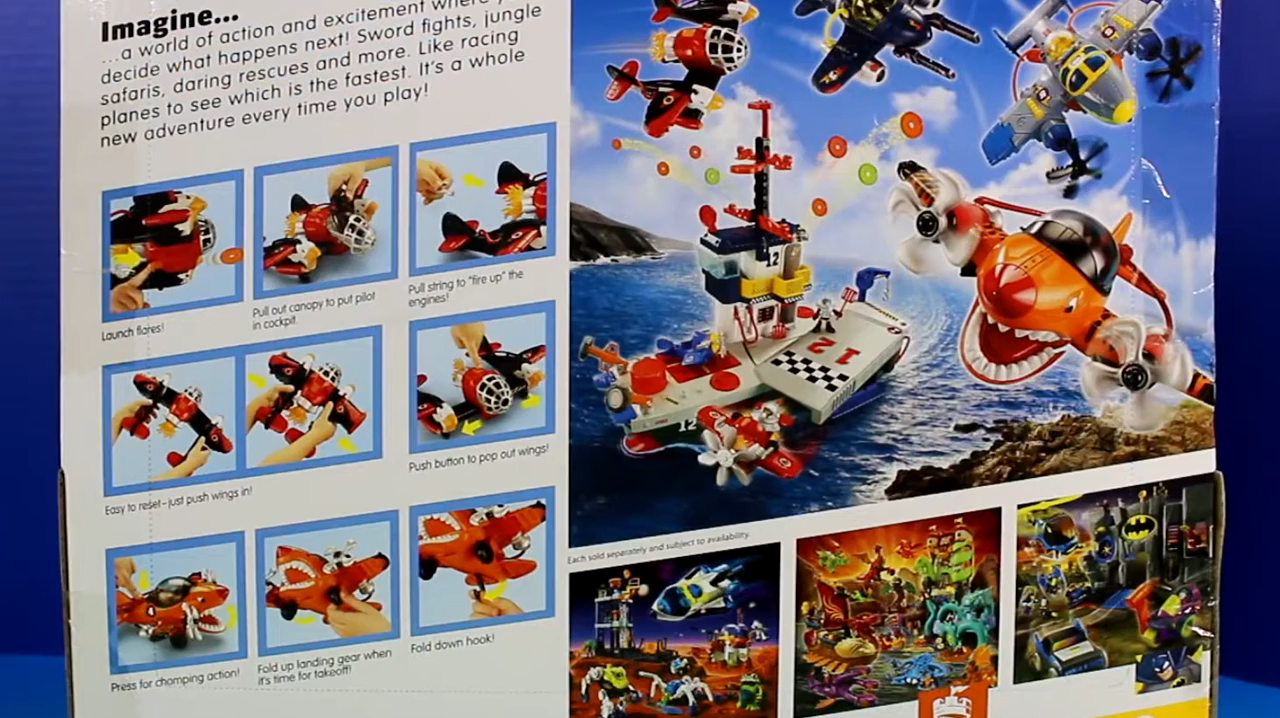 Imagine...
...a world of action and excitement where
decide what happens next! Sword fights, jungle
safaris, daring rescues and more. Like racing
planes to see which is the fastest. It's a whole
new adventure every time you play!
Launch flares!
Pull out canopy to put pilot
in cockpit.
Pull string to "fire up" the
engines!
Easy to reset-just push wings in!
Push button to pop out wings!
Press for chomping action!
Fold up landing gear when
it's time for takeoff!
Fold down hook!
12
12
12
4
Each sold separately and subject to availability.